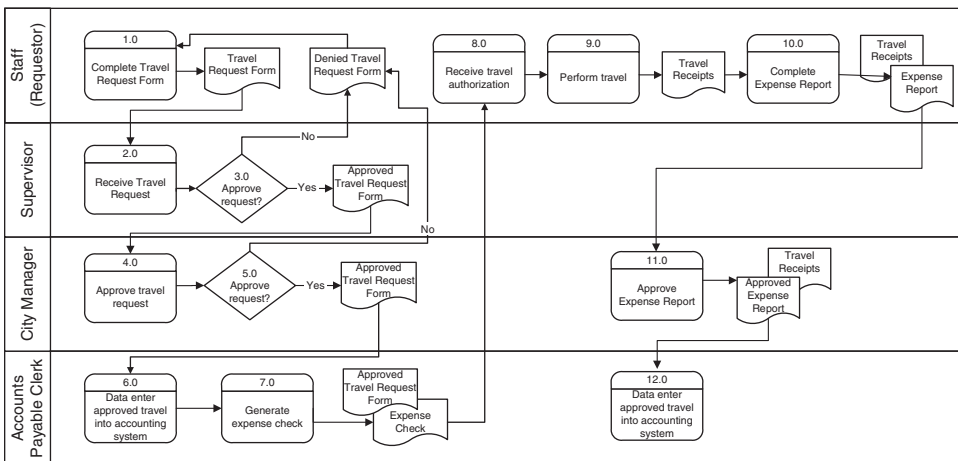 Staff
(Requestor)
1.0
Complete Travel
Request Form
Travel
Request Form
Denied Travel
Request Form
8.0
Receive travel
authorization
9.0
Perform travel
Travel
Receipts
10.0
Complete
Expense Report
Travel
Receipts
Expense
Report
Supervisor
2.0
Receive Travel
Request
3.0
Approve
request?
No
Yes
Approved
Travel Request
Form
No
City Manager
4.0
Approve travel
request
5.0
Approve
request?
Yes
Approved
Travel Request
Form
11.0
Approve
Expense Report
Travel
Receipts
Approved
Expense
Report
Accounts
Payable Clerk
6.0
Data enter
approved travel
into accounting
system
7.0
Generate
expense check
Approved
Travel Request
Form
Expense
Check
12.0
Data enter
approved travel
into accounting
system